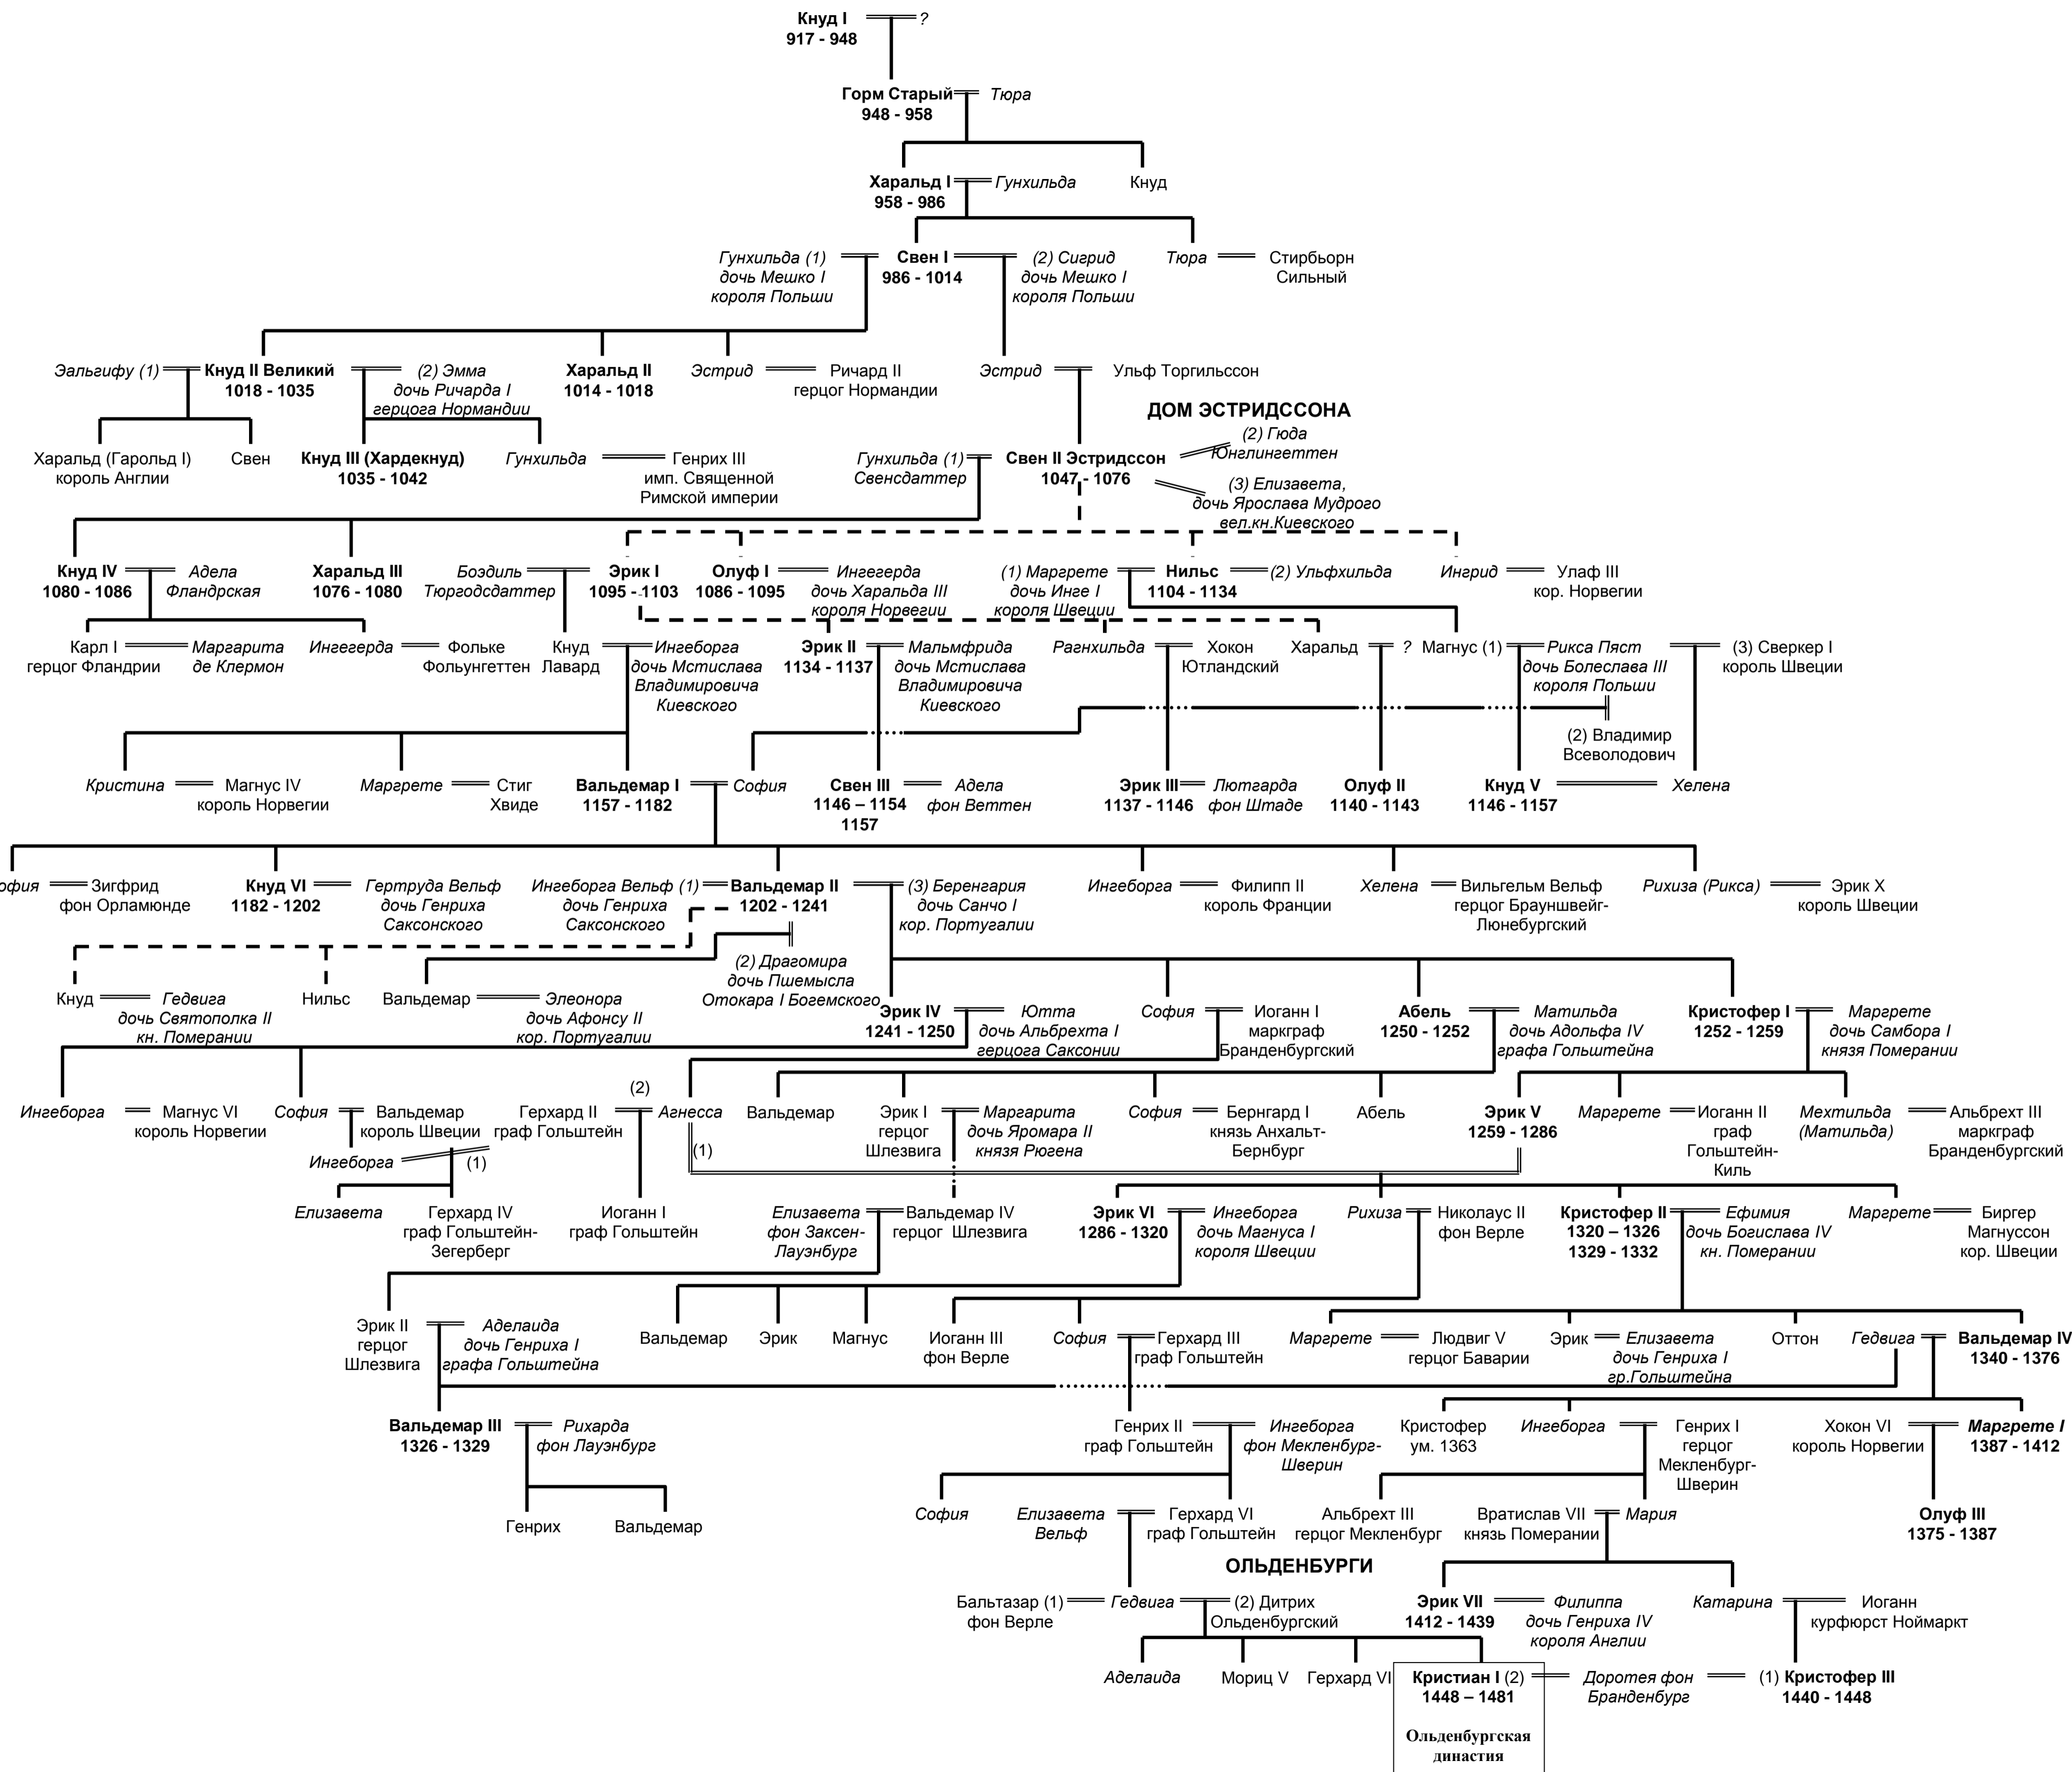 Кнуд I
917 - 948
?
Горм Старый
948 - 958
Тюра
Харальд I
958 - 986
Гунхильда
Кнуд
Гунхильда (1)
дочь Мешко I
короля Польши
Свен I
986 - 1014
(2) Сигрид
дочь Мешко I
короля Польши
Тюра
Стирбьорн
Сильный
Эальгифу (1)
Кнуд II Великий
1018 - 1035
(2) Эмма
дочь Ричарда I
герцога Нормандии
Харальд II
1014 - 1018
Эстрид
Ричард II
герцог Нормандии
Эстрид
Ульф Торгильссон
ДОМ ЭСТРИДССОНА
Харальд (Гарольд I)
король Англии
Свен
Кнуд III (Хардекнуд)
1035 - 1042
Гунхильда
Генрих III
имп. Священной
Римской империи
Гунхильда (1)
Свенсдаттер
Свен II Эстридссон
1047 - 1076
(2) Гюда
Юнглингеттен
(3) Елизавета,
дочь Ярослава Мудрого
вел.кн.Киевского
Кнуд IV
1080 - 1086
Адела
Фландрская
Харальд III
1076 - 1080
Боэдиль
Тюргодсдаттер
Эрик I
1095 - 1103
Олуф I
1086 - 1095
Ингегерда
дочь Харальда III
короля Норвегии
(1) Маргрете
дочь Инге I
короля Швеции
Нильс
1104 - 1134
(2) Ульфхильда
Ингрид
Улаф III
кор. Норвегии
Карл I
герцог Фландрии
Маргарита
де Клермон
Ингегерда
Фольке
Фольунгеттен
Кнуд
Лавард
Ингеборга
дочь Мстислава
Владимировича
Киевского
Эрик II
1134 - 1137
Мальмфрида
дочь Мстислава
Владимировича
Киевского
Рагнхильда
Хокон
Ютландский
Харальд
?
Магнус (1)
Рикса Пяст
дочь Болеслава III
короля Польши
(3) Сверкер I
король Швеции
(2) Владимир
Всеволодович
Кристина
Магнус IV
король Норвегии
Маргрете
Стиг
Хвиде
Вальдемар I
1157 - 1182
София
Свен III
1146 – 1154
1157
Адела
фон Веттен
Эрик III
1137 - 1146
Лютгарда
фон Штаде
Олуф II
1140 - 1143
Кнуд V
1146 - 1157
Хелена
офия
Зигфрид
фон Орламюнде
Кнуд VI
1182 - 1202
Гертруда Вельф
дочь Генриха
Саксонского
Ингеборга Вельф (1)
дочь Генриха
Саксонского
Вальдемар II
1202 - 1241
(3) Беренгария
дочь Санчо I
кор. Португалии
Ингеборга
Филипп II
король Франции
Хелена
Вильгельм Вельф
герцог Брауншвейг-
Люнебургский
Рихиза (Рикса)
Эрик X
король Швеции
(2) Драгомира
дочь Пшемысла
Отокара I Богемского
Кнуд
Гедвига
дочь Святополка II
кн. Померании
Нильс
Вальдемар
Элеонора
дочь Афонсу II
кор. Португалии
Эрик IV
1241 - 1250
Ютта
дочь Альбрехта I
герцога Саксонии
София
Иоганн I
маркграф
Бранденбургский
Абель
1250 - 1252
Матильда
дочь Адольфа IV
графа Гольштейна
Кристофер I
1252 - 1259
Маргрете
дочь Самбора I
князя Померании
Ингеборга
Магнус VI
король Норвегии
София
Вальдемар
король Швеции
Ингеборга
(1)
Герхард II
граф Гольштейн
(2)
Агнесса
(1)
Вальдемар
Эрик I
герцог
Шлезвига
Маргарита
дочь Яромара II
князя Рюгена
София
Бернгард I
князь Анхальт-
Бернбург
Абель
Эрик V
1259 - 1286
Маргрете
Иоганн II
граф
Гольштейн-
Киль
Мехтильда
(Матильда)
Альбрехт III
маркграф
Бранденбургский
Елизавета
Герхард IV
граф Гольштейн-
Зегерберг
Иоганн I
граф Гольштейн
Елизавета
фон Заксен-
Лауэнбург
Вальдемар IV
герцог Шлезвига
Эрик VI
1286 - 1320
Ингеборга
дочь Магнуса I
короля Швеции
Рихиза
Николаус II
фон Верле
Кристофер II
1320 – 1326
1329 - 1332
Ефимия
дочь Богислава IV
кн. Померании
Маргрете
Биргер
Магнуссон
кор. Швеции
Эрик II
герцог
Шлезвига
Аделаида
дочь Генриха I
графа Гольштейна
Вальдемар
Эрик
Магнус
Иоганн III
фон Верле
София
Герхард III
граф Гольштейн
Маргрете
Людвиг V
герцог Баварии
Эрик
Елизавета
дочь Генриха I
гр.Гольштейна
Оттон
Гедвига
Вальдемар IV
1340 - 1376
Вальдемар III
1326 - 1329
Рихарда
фон Лауэнбург
Генрих II
граф Гольштейн
Ингеборга
фон Мекленбург-
Шверин
Кристофер
ум. 1363
Ингеборга
Генрих I
герцог
Мекленбург-
Шверин
Хокон VI
король Норвегии
Маргрете I
1387 - 1412
Генрих
Вальдемар
София
Елизавета
Вельф
Герхард VI
граф Гольштейн
Альбрехт III
герцог Мекленбург
Вратислав VII
князь Померании
Мария
Олуф III
1375 - 1387
ОЛЬДЕНБУРГИ
Бальтазар (1)
фон Верле
Гедвига
(2) Дитрих
Ольденбургский
Эрик VII
1412 - 1439
Филиппа
дочь Генриха IV
короля Англии
Катарина
Иоганн
курфюрст Ноймаркт
Аделаида
Мориц V
Герхард VI
Кристиан I (2)
1448 – 1481
Доротея фон
Бранденбург
(1) Кристофер III
1440 - 1448
Ольденбургская
династия